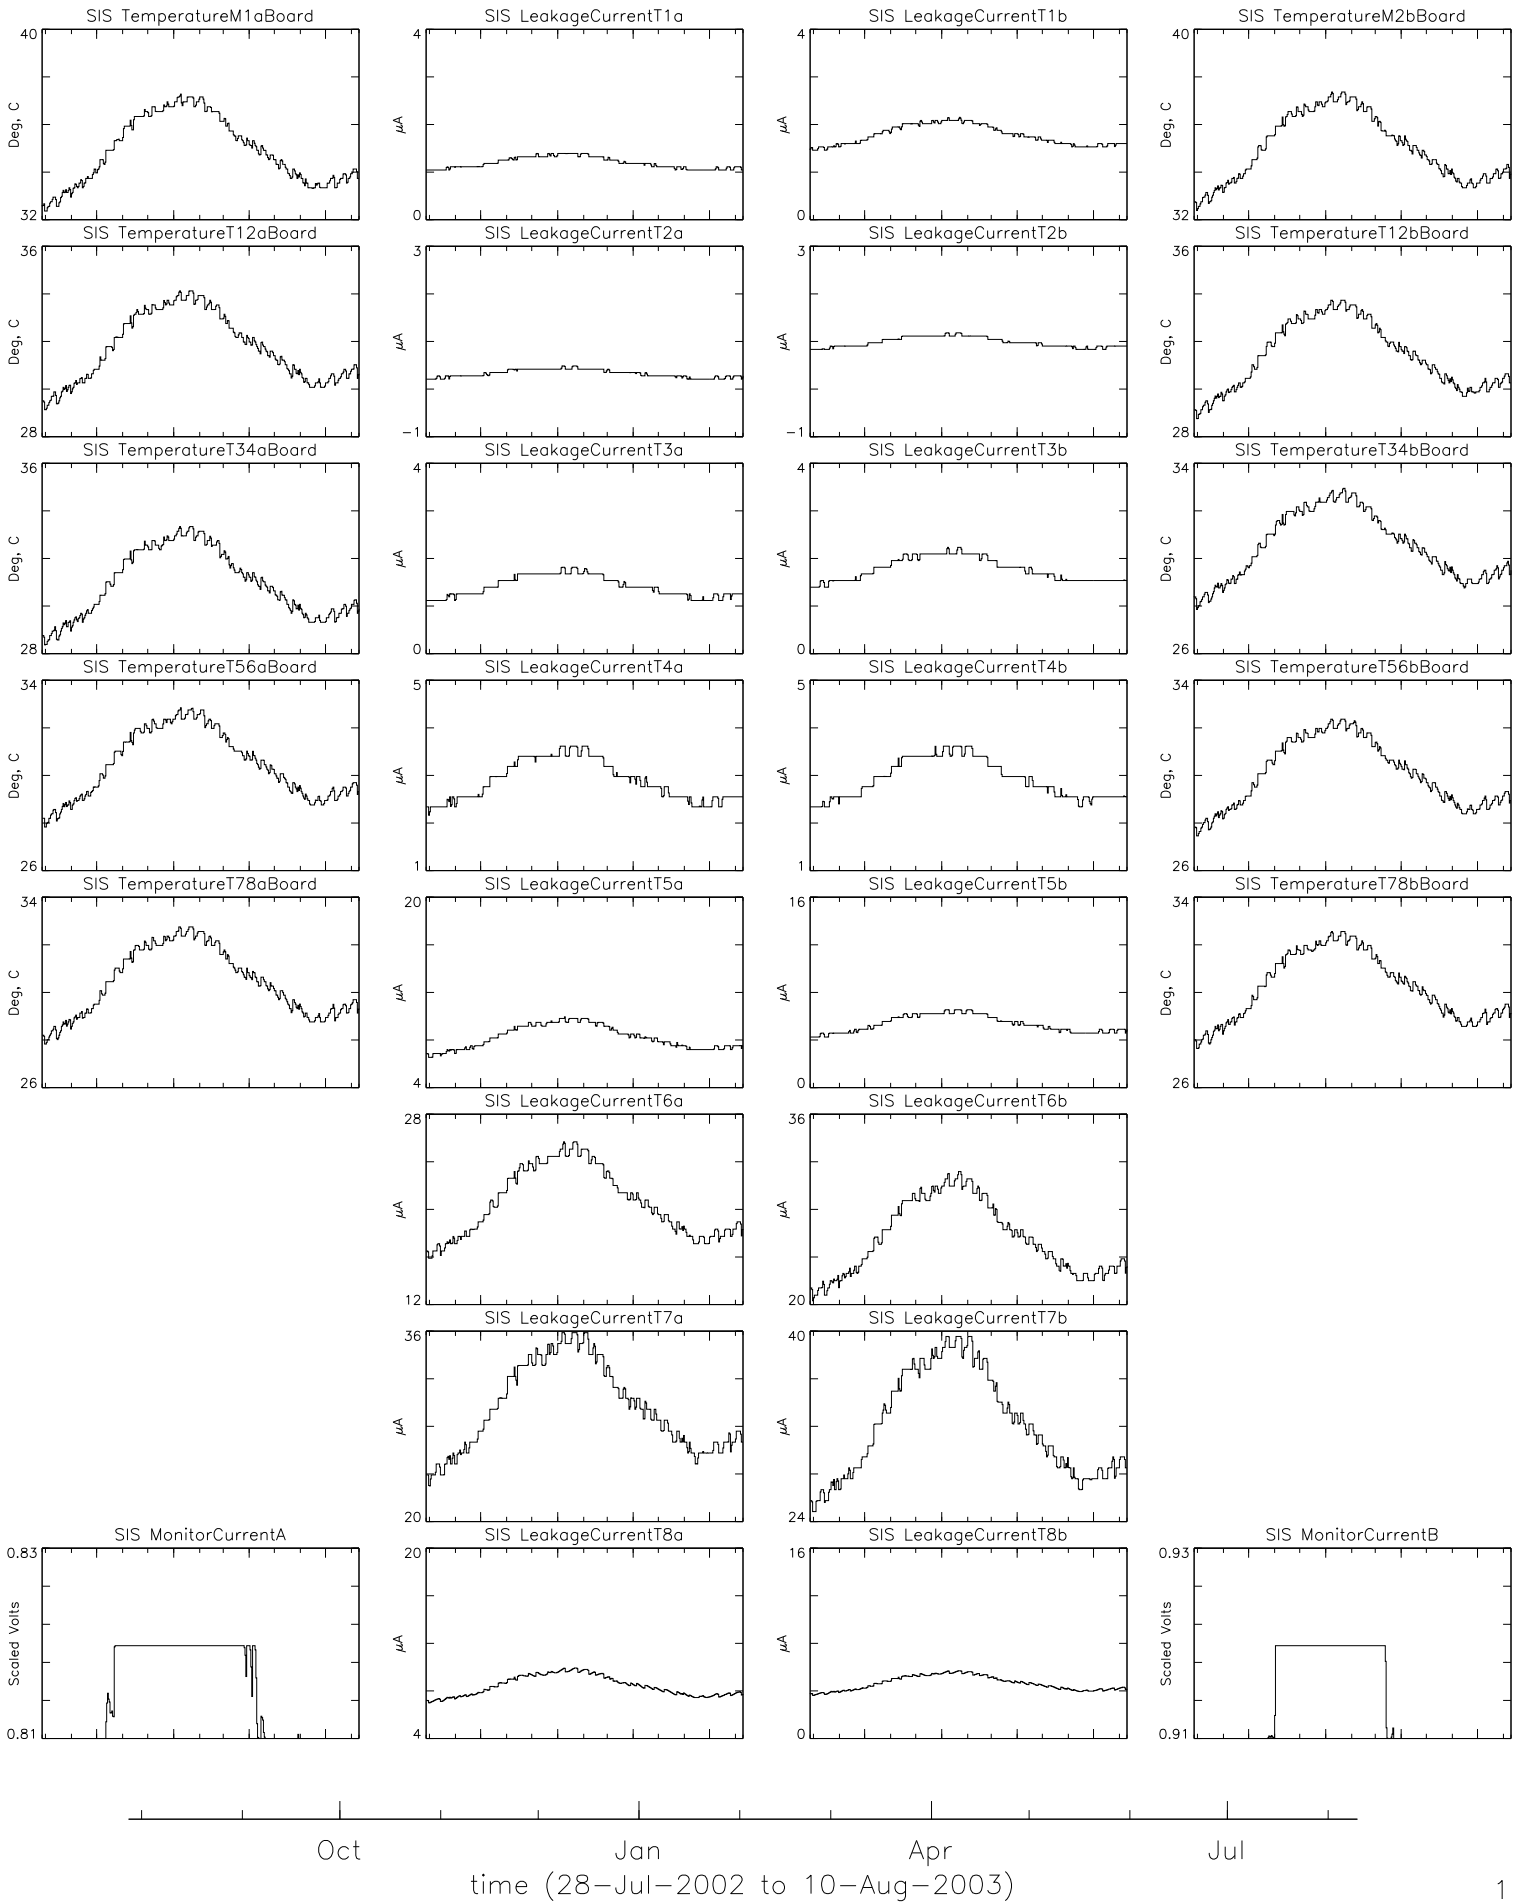 SIS TemperatureM1aBoard
40
Deg, C
32
SIS LeakageCurrentT1a
4
μA
0
SIS LeakageCurrentT1b
4
μA
0
SIS TemperatureM2bBoard
40
Deg, C
32
SIS TemperatureT12aBoard
36
Deg, C
28
SIS LeakageCurrentT2a
3
μA
−1
SIS LeakageCurrentT2b
3
μA
−1
SIS TemperatureT12bBoard
36
Deg, C
28
SIS TemperatureT34aBoard
36
Deg, C
28
SIS LeakageCurrentT3a
4
μA
0
SIS LeakageCurrentT3b
4
μA
0
SIS TemperatureT34bBoard
34
Deg, C
26
SIS TemperatureT56aBoard
34
Deg, C
26
SIS LeakageCurrentT4a
5
μA
1
SIS LeakageCurrentT4b
5
μA
1
SIS TemperatureT56bBoard
34
Deg, C
26
SIS TemperatureT78aBoard
34
Deg, C
26
SIS LeakageCurrentT5a
20
μA
4
SIS LeakageCurrentT5b
16
μA
0
SIS TemperatureT78bBoard
34
Deg, C
26
SIS LeakageCurrentT6a
28
μA
12
SIS LeakageCurrentT6b
36
μA
20
SIS LeakageCurrentT7a
36
μA
20
SIS LeakageCurrentT7b
40
μA
24
SIS MonitorCurrentA
0.83
Scaled Volts
0.81
SIS LeakageCurrentT8a
20
μA
4
SIS LeakageCurrentT8b
16
μA
0
SIS MonitorCurrentB
0.93
Scaled Volts
0.91
Oct Jan Apr Jul
time (28−Jul−2002 to 10−Aug−2003)
1